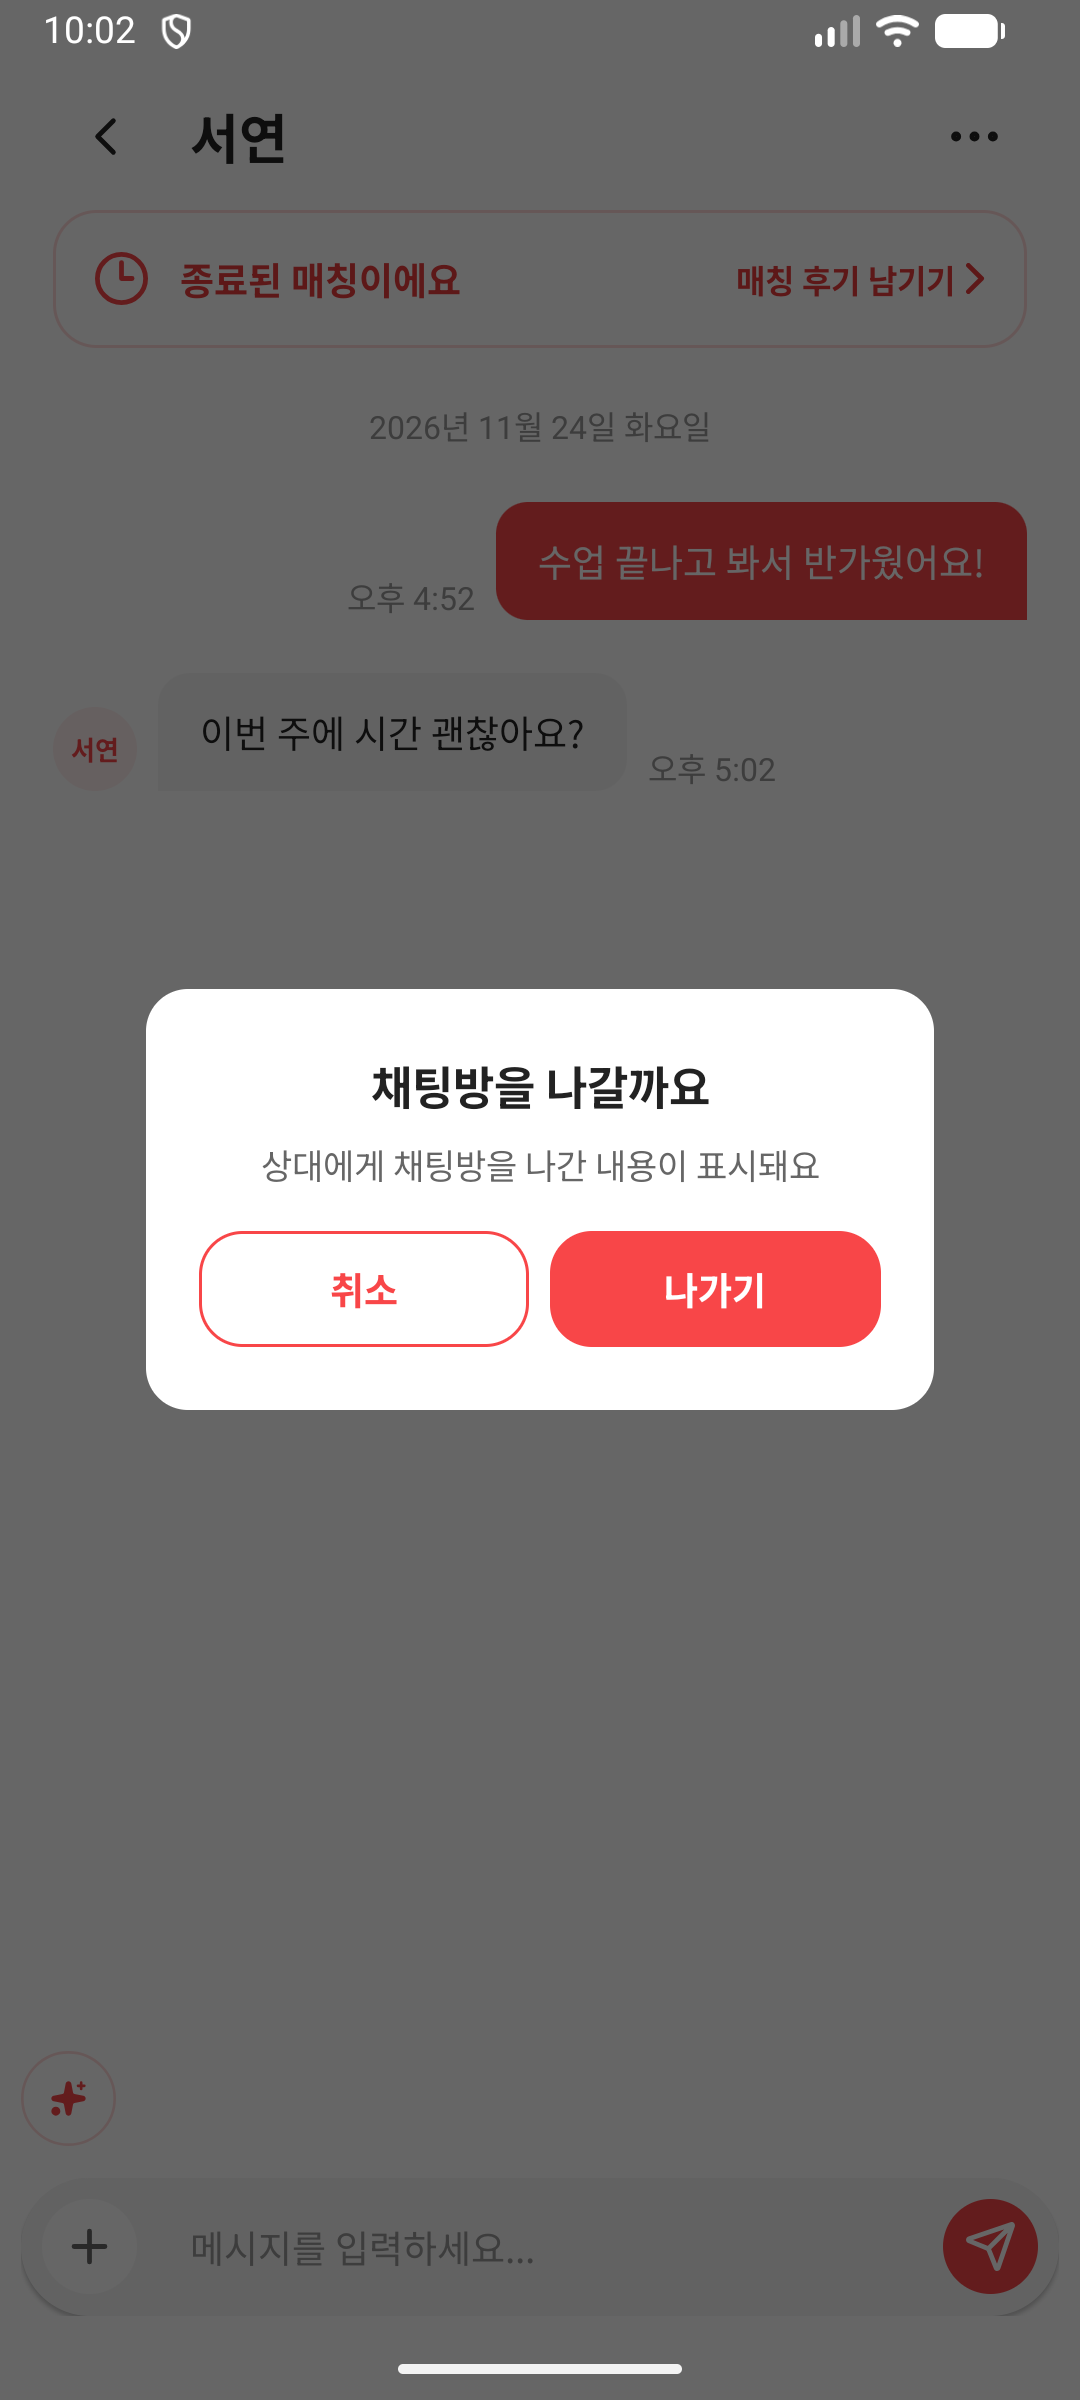 10:02
서연
종료된 매칭이에요
매칭 후기 남기기
2026년 11월 24일 화요일
수업 끝나고 봐서 반가웠어요!
오후 4:52
서연
이번 주에 시간 괜찮아요?
오후 5:02
채팅방을 나갈까요
상대에게 채팅방을 나간 내용이 표시돼요
취소
나가기
메시지를 입력하세요...